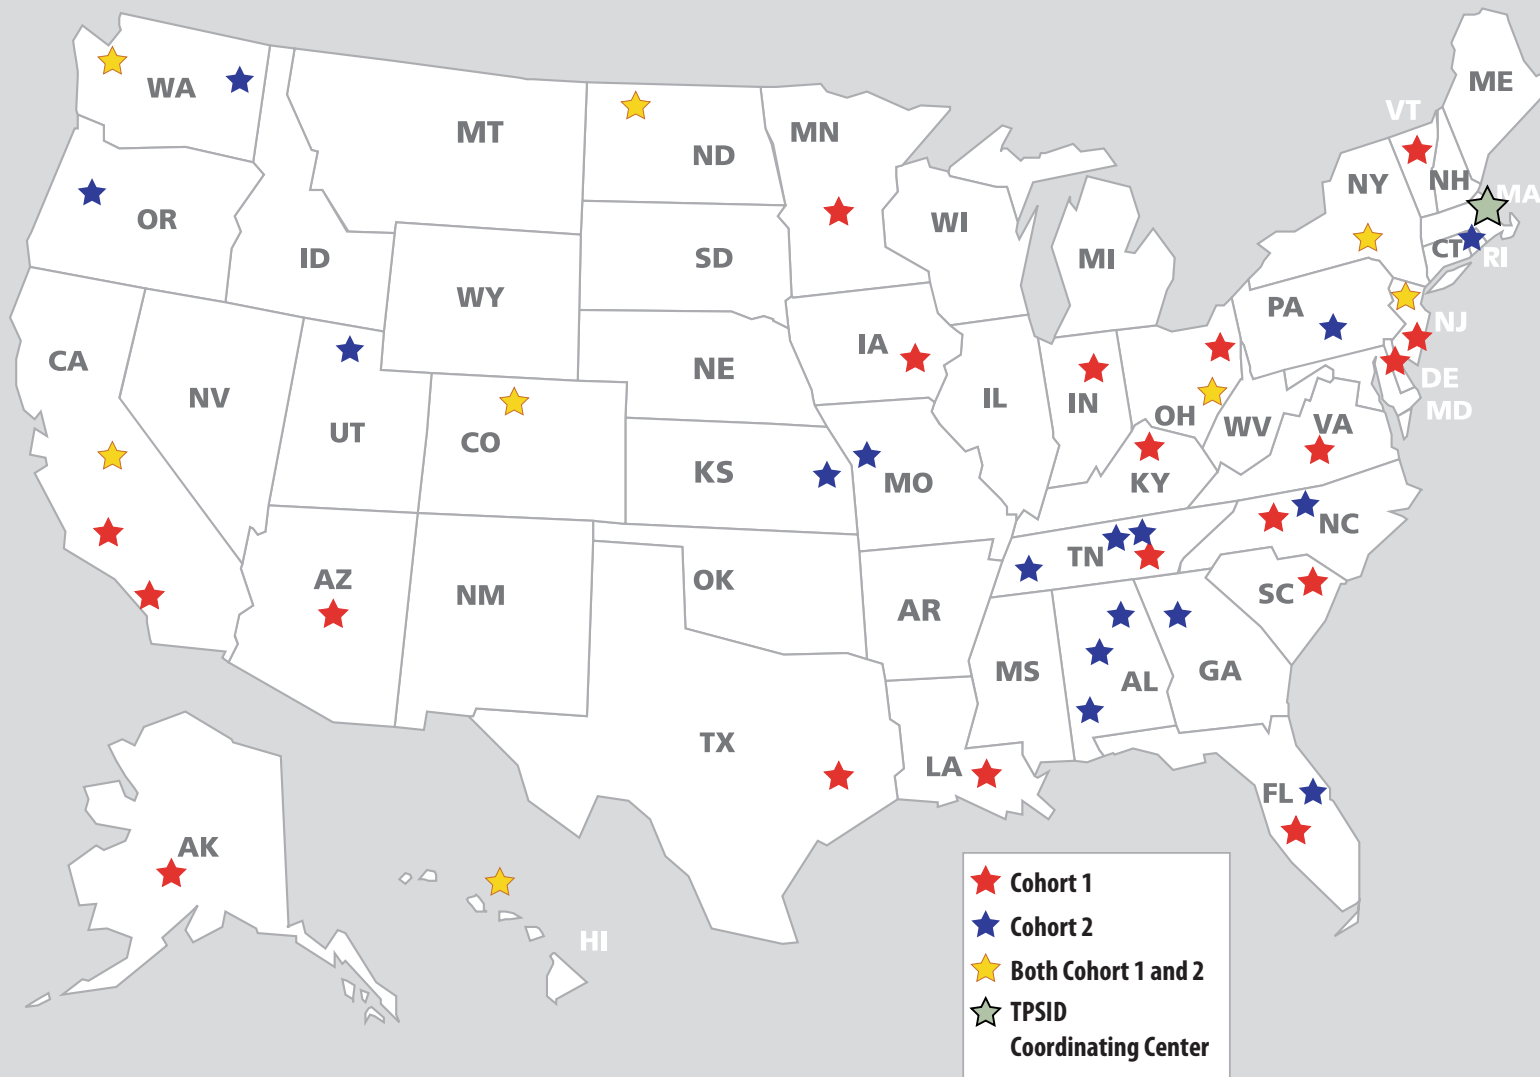 ME
WA
VT
MT
MN
ND
NH
NY
MA
OR
WI
CT
RI
ID
SD
MI
WY
PA
NJ
IA
CA
NE
DE
NV
IL
IN
MD
OH
WV
VA
UT
CO
KS
MO
KY
NC
TN
AZ
OK
NM
SC
AR
MS
GA
AL
TX
LA
FL
AK
HI
Cohort 1
Cohort 2
Both Cohort 1 and 2
TPSID
Coordinating Center